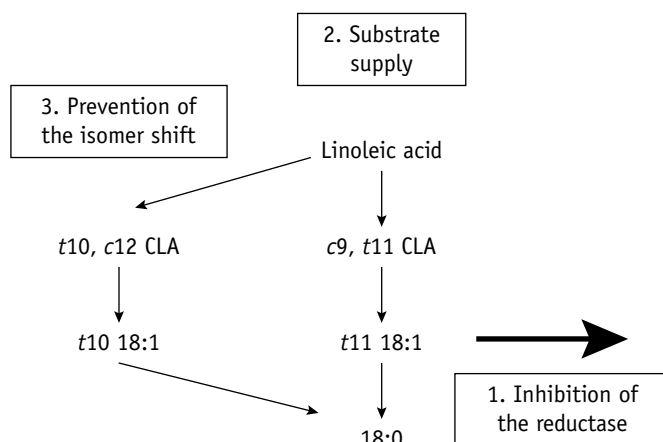 2. Substrate
supply
3. Prevention of
the isomer shift
Linoleic acid
t10, c12 CLA
c9, t11 CLA
t10 18:1
t11 18:1
1. Inhibition of
the reductase
18:0